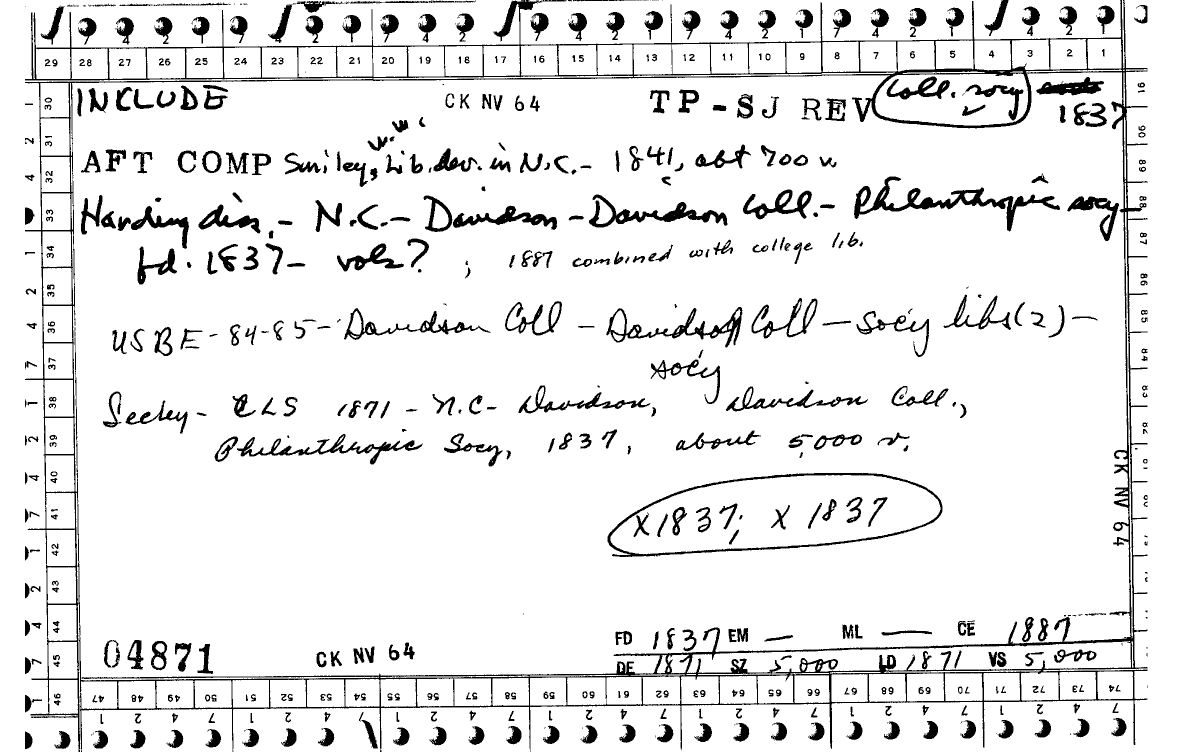 29 28 27 26 25 24 23 22 21 20 19 18 17 16 15 14 13 12 11 10 9 8 7 6 5 4 3 2 1
INCLUDE CK NV 64 TP-SJ REV Coll. socy 1837
W. W.
AFT COMP Smiley, Lib. dev. in N.C. - 1841, abt 700 v.
Harding diss. - N.C. - Davidson - Davidson Coll. - Philanthropic socy -
fd. 1837 - vols? ; 1887 combined with college lib.
USBE - 84-85 - Davidson Coll - Davidson Coll - Socy libs (2) -
socy
Seeley - CLS 1871 - N.C. - Davidson, Davidson Coll.,
Philanthropic Socy, 1837, about 5,000 v.
X 1837; X 1837
CK NV 64
FD 1837 EM — ML — CE 1887
04871 CK NV 64
DE 1871 SZ 5,000 LD 1871 VS 5,000
47 48 49 50 51 52 53 54 55 56 57 58 59 60 61 62 63 64 65 66 67 68 69 70 71 72 73 74